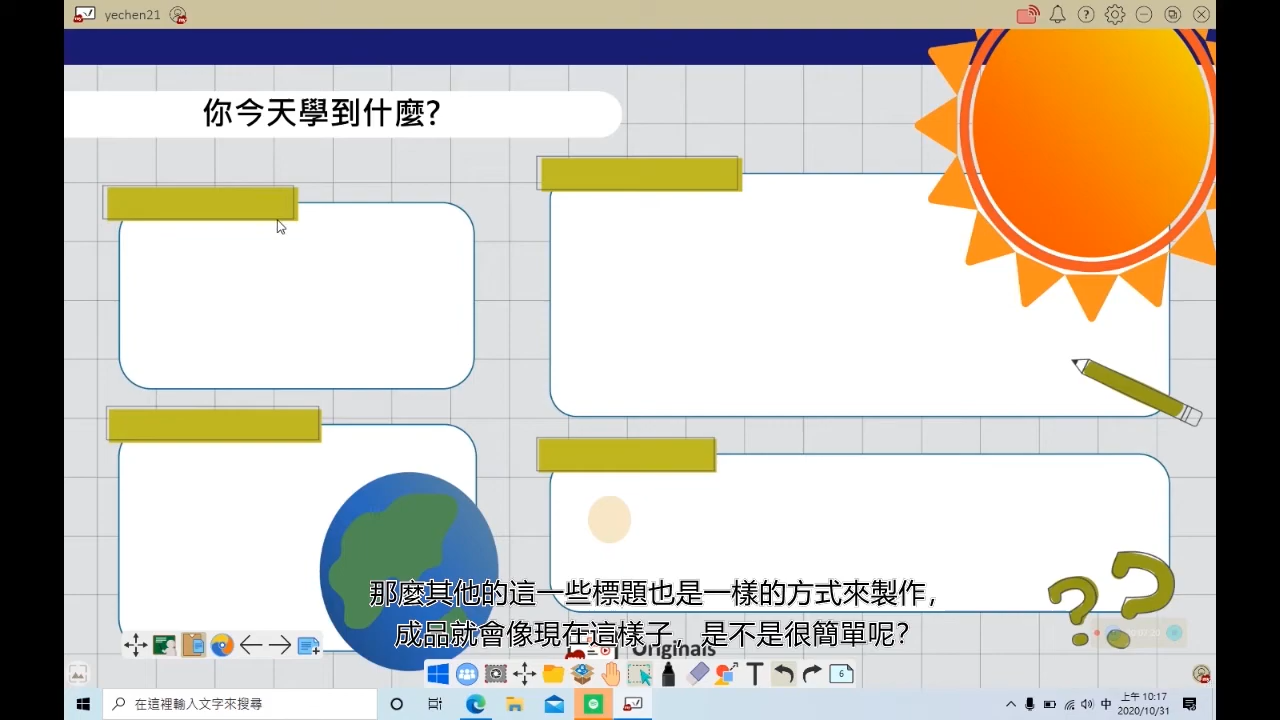 yechen21
你今天學到什麼?
那麼其他的這一些標題也是一樣的方式來製作,
成品就會像現在這樣子, 是不是很簡單呢?
Originals
6
在這裡輸入文字來搜尋
中
上午 10:17
2020/10/31